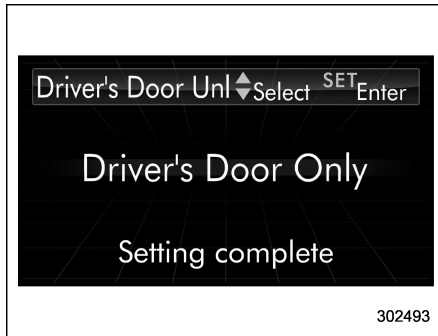 Driver's Door Unl Select SET Enter
Driver's Door Only
Setting complete
302493